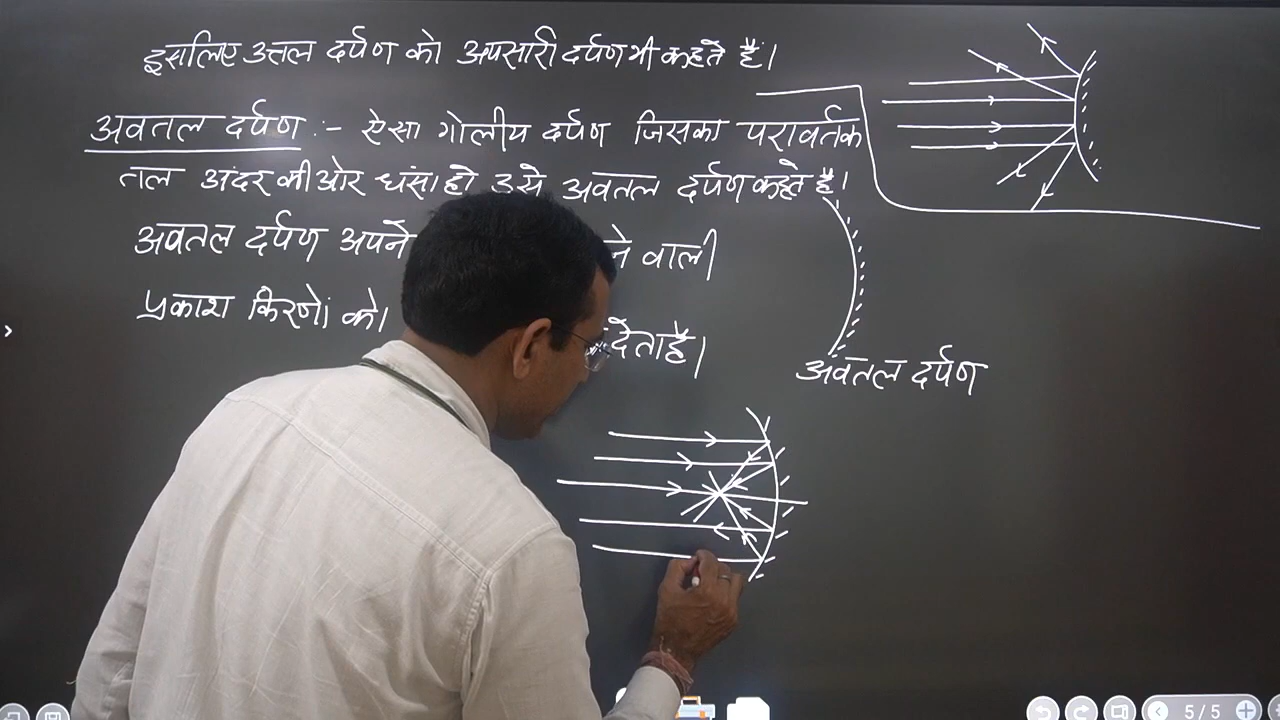 इसलिए उत्तल दर्पण को अपसारी दर्पण भी कहते है।
अवतल दर्पण :- ऐसा गोलीय दर्पण जिसका परावर्तक
तल अंदर की ओर धंसा हो उसे अवतल दर्पण कहते है।
अवतल दर्पण अपने वाली
प्रकाश किरणों को।
देता है।
अवतल दर्पण
5/5